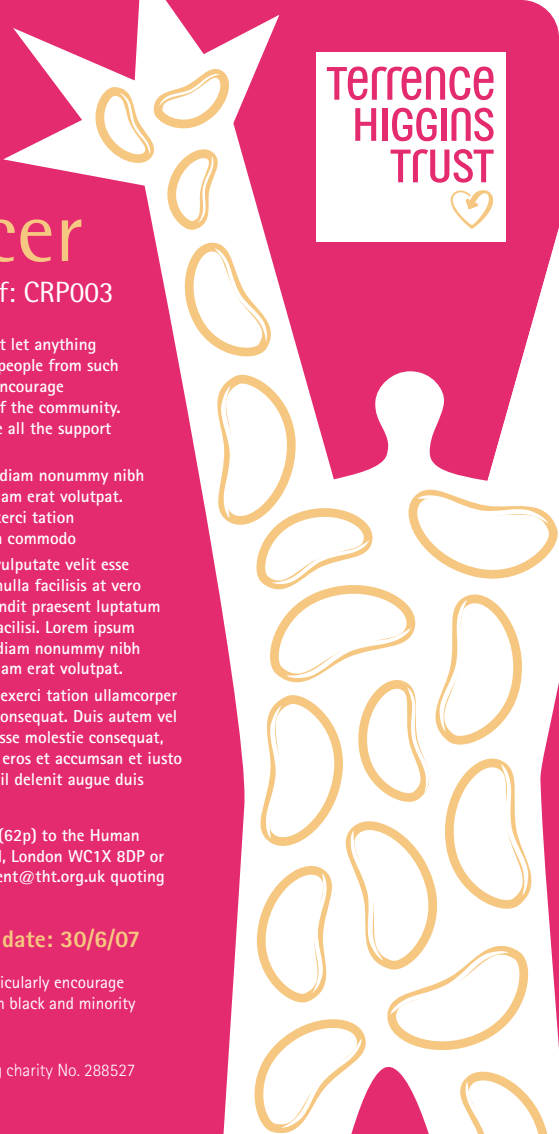 Terrence
HIGGINS
TrusT
cer
f: CRP003
t let anything
people from such
ncourage
f the community.
e all the support
diam nonummy nibh
am erat volutpat.
xerci tation
n commodo
vulputate velit esse
nulla facilisis at vero
ndit praesent luptatum
acilisi. Lorem ipsum
diam nonummy nibh
am erat volutpat.
exerci tation ullamcorper
onsequat. Duis autem vel
sse molestie consequat,
eros et accumsan et iusto
il delenit augue duis
(62p) to the Human
l, London WC1X 8DP or
ent@tht.org.uk quoting
date: 30/6/07
ticularly encourage
n black and minority
g charity No. 288527